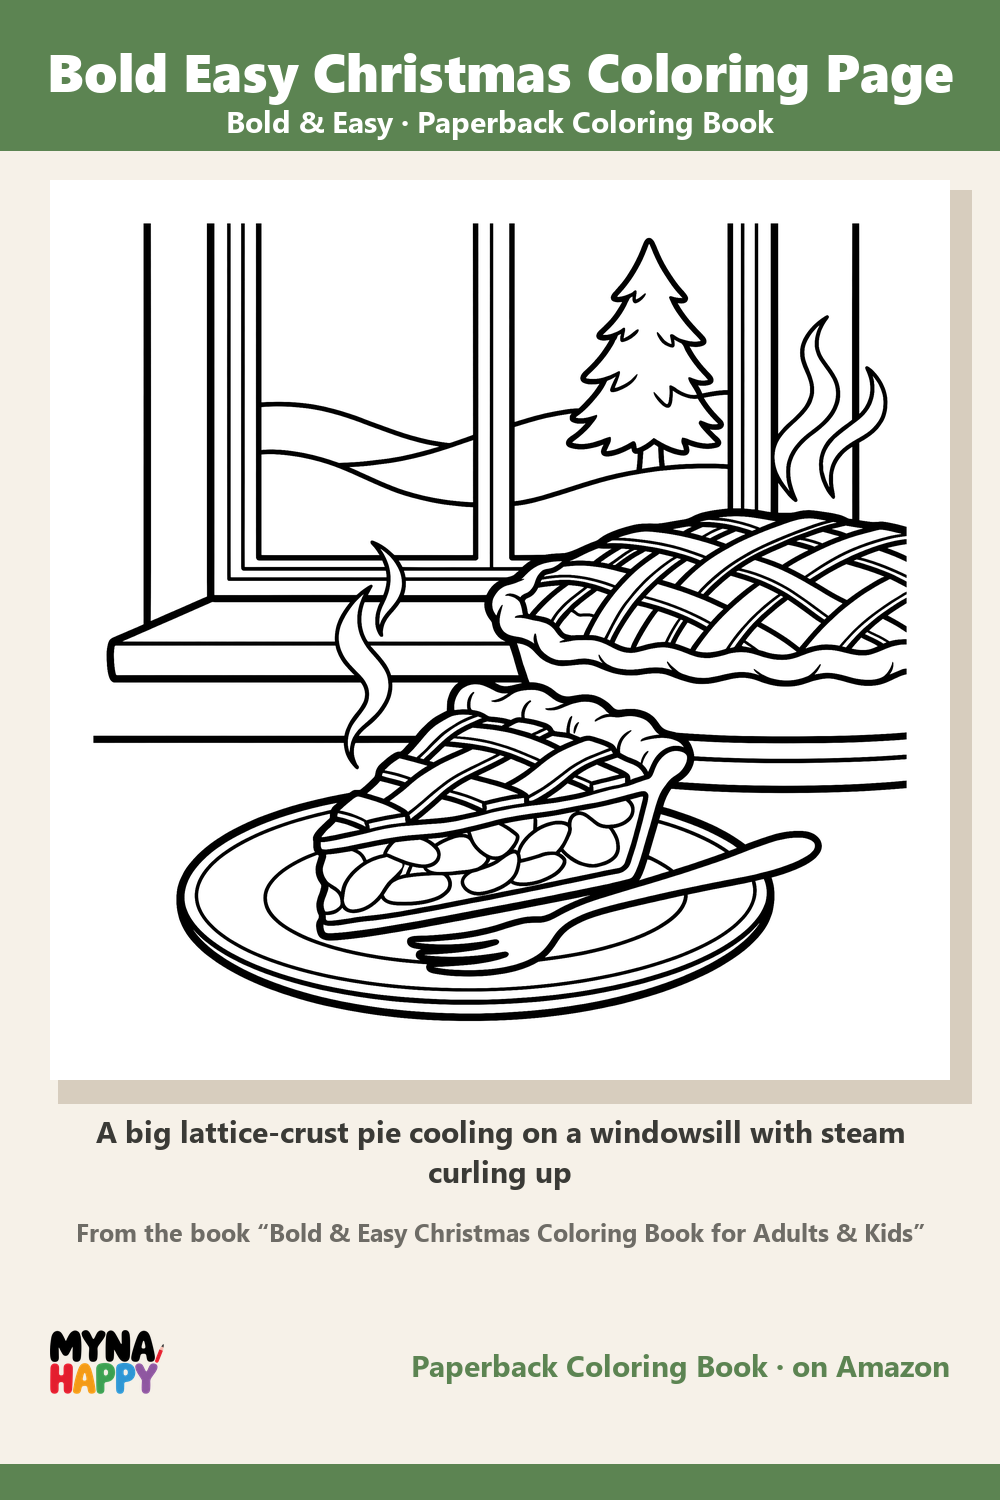 Bold Easy Christmas Coloring Page
Bold & Easy · Paperback Coloring Book
A big lattice-crust pie cooling on a windowsill with steam
curling up
From the book “Bold & Easy Christmas Coloring Book for Adults & Kids”
MYNA
HAPPY
Paperback Coloring Book · on Amazon